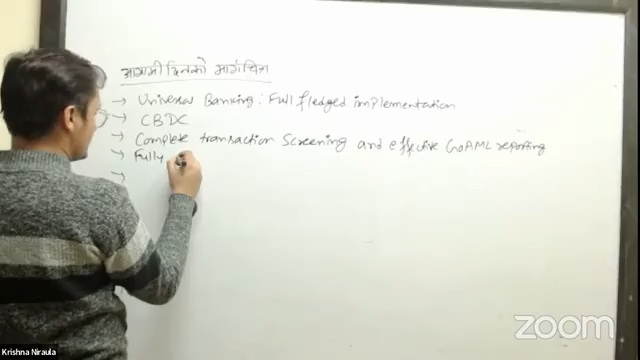 आगामी दिनको मार्गचित्र
→ Universal Banking: Full fledged implementation
→ CBDC
→ Complete transaction Screening and effective GoAML reporting
→ Fully
→
zoom
Krishna Niraula